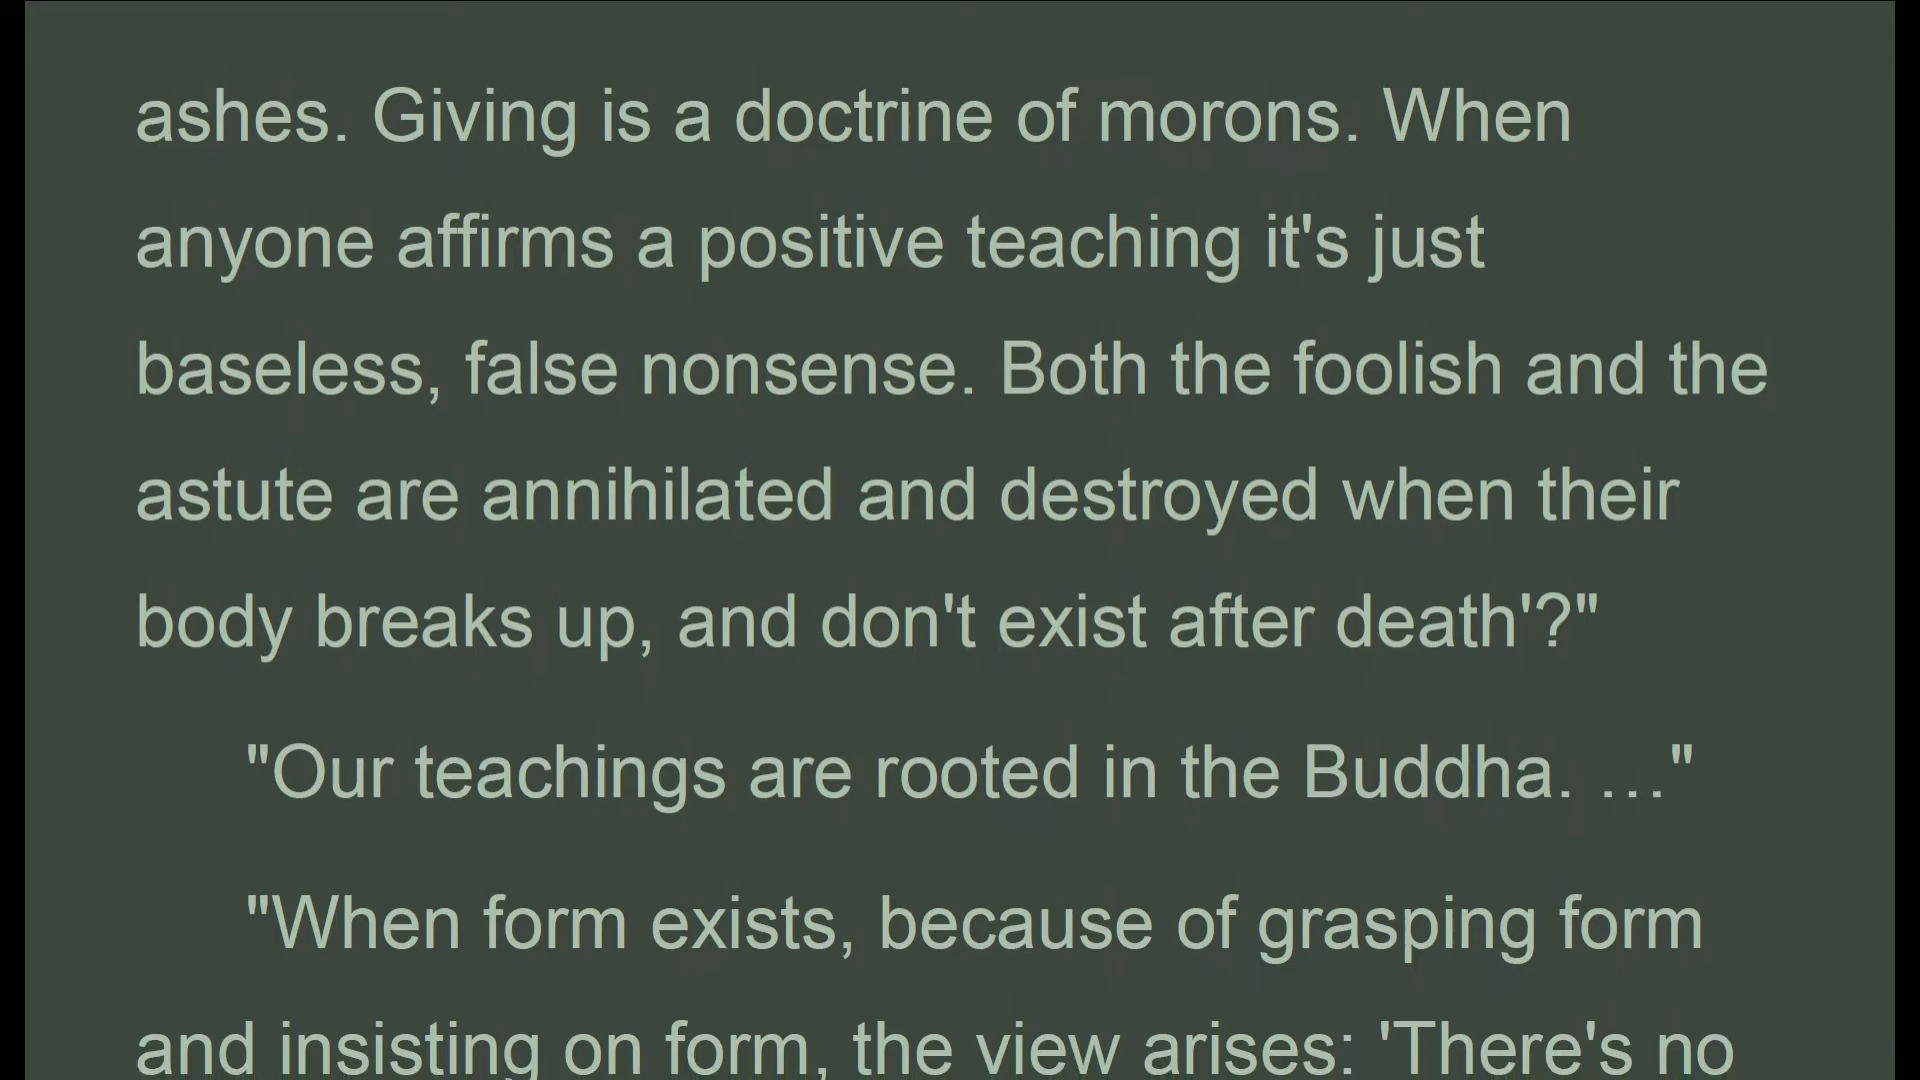 ashes. Giving is a doctrine of morons. When
anyone affirms a positive teaching it's just
baseless, false nonsense. Both the foolish and the
astute are annihilated and destroyed when their
body breaks up, and don't exist after death'?"
"Our teachings are rooted in the Buddha. …"
"When form exists, because of grasping form
and insisting on form, the view arises: 'There's no